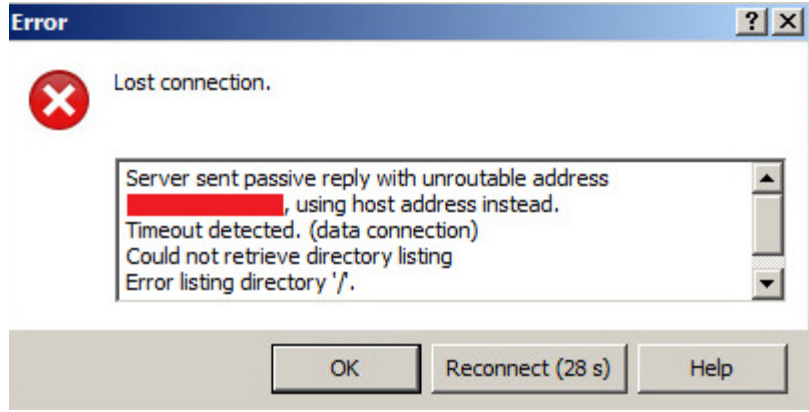 Error
Lost connection.
Server sent passive reply with unroutable address
, using host address instead.
Timeout detected. (data connection)
Could not retrieve directory listing
Error listing directory '/'.
OK
Reconnect (28 s)
Help